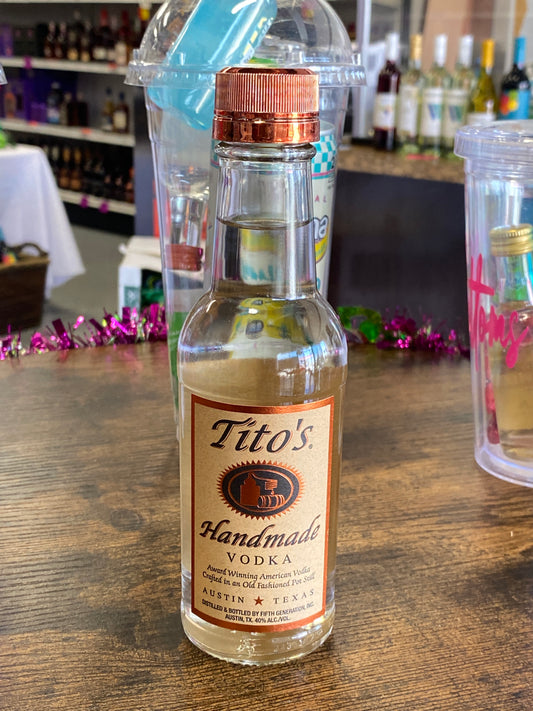 Tito's®
Handmade
VODKA
Award Winning American Vodka
Crafted in an Old Fashioned Pot Still
AUSTIN ★ TEXAS
DISTILLED & BOTTLED BY FIFTH GENERATION, INC.
AUSTIN, TX. 40% ALC./VOL.